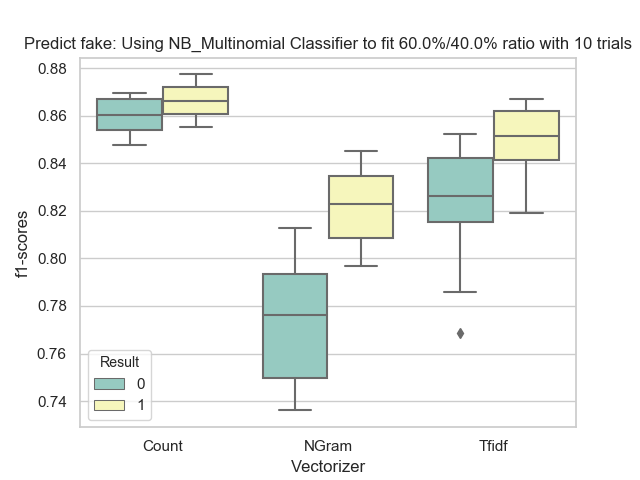 Predict fake: Using NB_Multinomial Classifier to fit 60.0%/40.0% ratio with 10 trials
0.88
0.86
0.84
0.82
0.80
0.78
0.76
0.74
f1-scores
Result
0
1
Count NGram Tfidf
Vectorizer